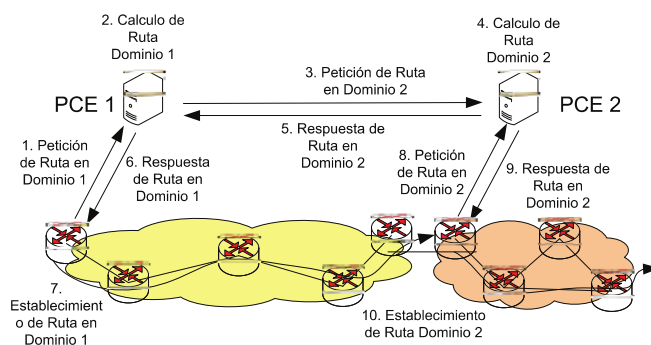 2. Calculo de
Ruta
Dominio 1
4. Calculo de
Ruta
Dominio 2
3. Petición de Ruta
en Dominio 2
PCE 1
PCE 2
5. Respuesta de
Ruta en
Dominio 2
1. Petición
de Ruta en
Dominio 1
6. Respuesta
de Ruta en
Dominio 1
8. Petición
de Ruta en
Dominio 2
9. Respuesta de
Ruta en
Dominio 2
7.
Establecimient
o de Ruta en
Dominio 1
10. Establecimiento
de Ruta Dominio 2